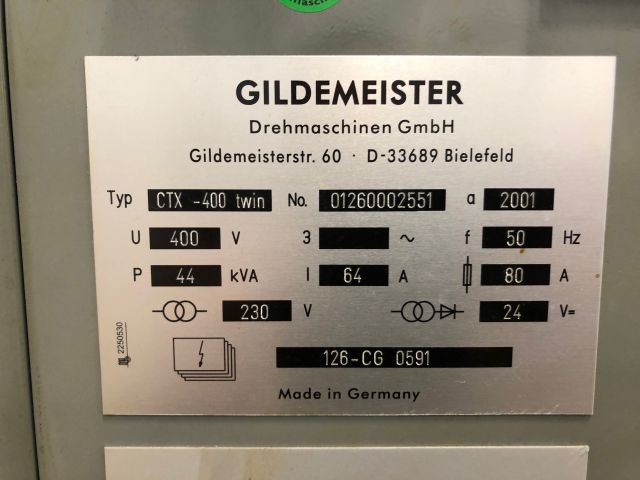 GILDEMEISTER
Drehmaschinen GmbH
Gildemeisterstr. 60 · D-33689 Bielefeld
Typ CTX -400 twin No. 01260002551 a 2001
U 400 V 3 ~ f 50 Hz
P 44 kVA I 64 A 80 A
230 V 24 V=
2250530
126-CG 0591
Made in Germany